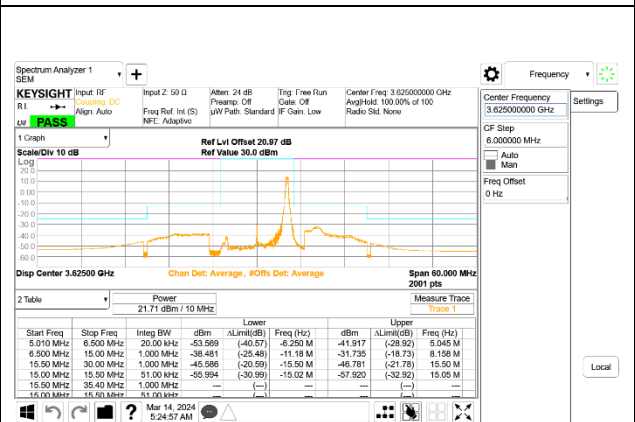 Spectrum Analyzer 1
SEM
+
Frequency
KEYSIGHT Input: RF
Coupling: DC
Align: Auto
RL
PASS
Input Z: 50 Ω
Freq Ref: Int (S)
NFE: Adaptive
Atten: 24 dB
Preamp: Off
µW Path: Standard
Trig: Free Run
Gate: Off
IF Gain: Low
Center Freq: 3.625000000 GHz
Avg|Hold: 100.00% of 100
Radio Std: None
Center Frequency
3.625000000 GHz
Settings
CF Step
6.000000 MHz
Auto
Man
Freq Offset
0 Hz
1 Graph
Scale/Div 10 dB
Ref Lvl Offset 20.97 dB
Ref Value 30.0 dBm
Log
20.0
10.0
0.00
-10.0
-20.0
-30.0
-40.0
-50.0
-60.0
Disp Center 3.62500 GHz
Chan Det: Average , #Offs Det: Average
Span 60.000 MHz
2001 pts
2 Table
Power
21.71 dBm / 10 MHz
Measure Trace
Trace 1
Lower Upper
Start Freq Stop Freq Integ BW dBm ΔLimit(dB) Freq (Hz) dBm ΔLimit(dB) Freq (Hz)
5.010 MHz 6.500 MHz 20.00 kHz -53.569 (-40.57) -6.250 M -41.917 (-28.92) 5.045 M
6.500 MHz 15.00 MHz 1.000 MHz -38.481 (-25.48) -11.18 M -31.735 (-18.73) 8.158 M
15.50 MHz 30.00 MHz 1.000 MHz -45.586 (-20.59) -15.50 M -46.781 (-21.78) 15.50 M
15.00 MHz 15.50 MHz 51.00 kHz -55.994 (-30.99) -15.02 M -57.920 (-32.92) 15.05 M
15.50 MHz 35.40 MHz 1.000 MHz --- (---) --- --- (---) ---
15.00 MHz 15.50 MHz 51.00 kHz --- (---) --- --- (---) ---
Local
?
Mar 14, 2024
5:24:57 AM